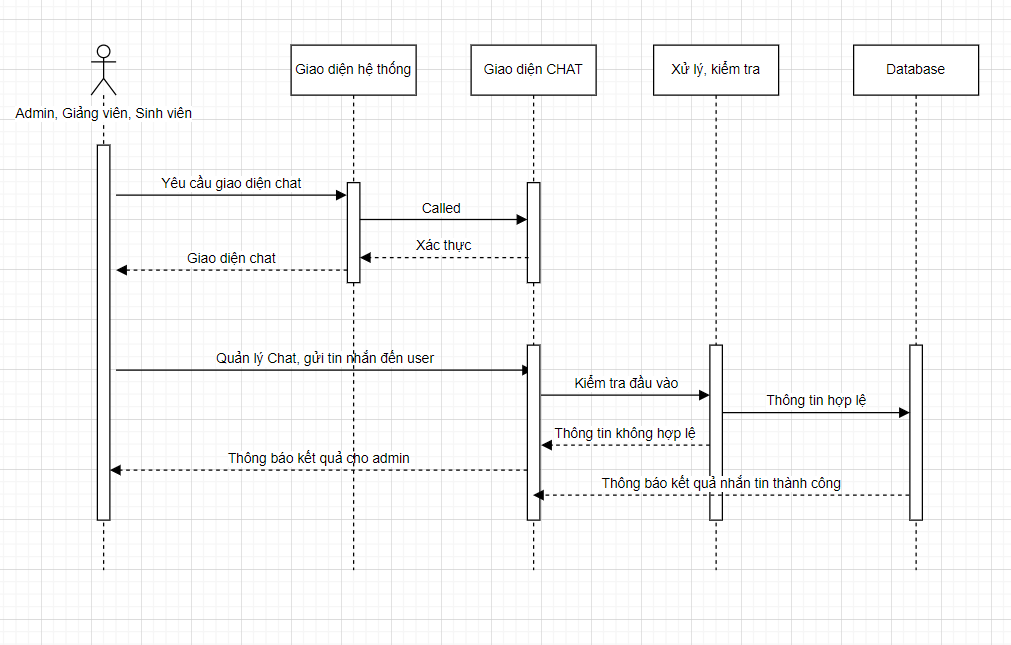 Giao diện hệ thống
Giao diện CHAT
Xử lý, kiểm tra
Database
Admin, Giảng viên, Sinh viên
Yêu cầu giao diện chat
Called
Xác thực
Giao diện chat
Quản lý Chat, gửi tin nhắn đến user
Kiểm tra đầu vào
Thông tin hợp lệ
Thông tin không hợp lệ
Thông báo kết quả cho admin
Thông báo kết quả nhắn tin thành công